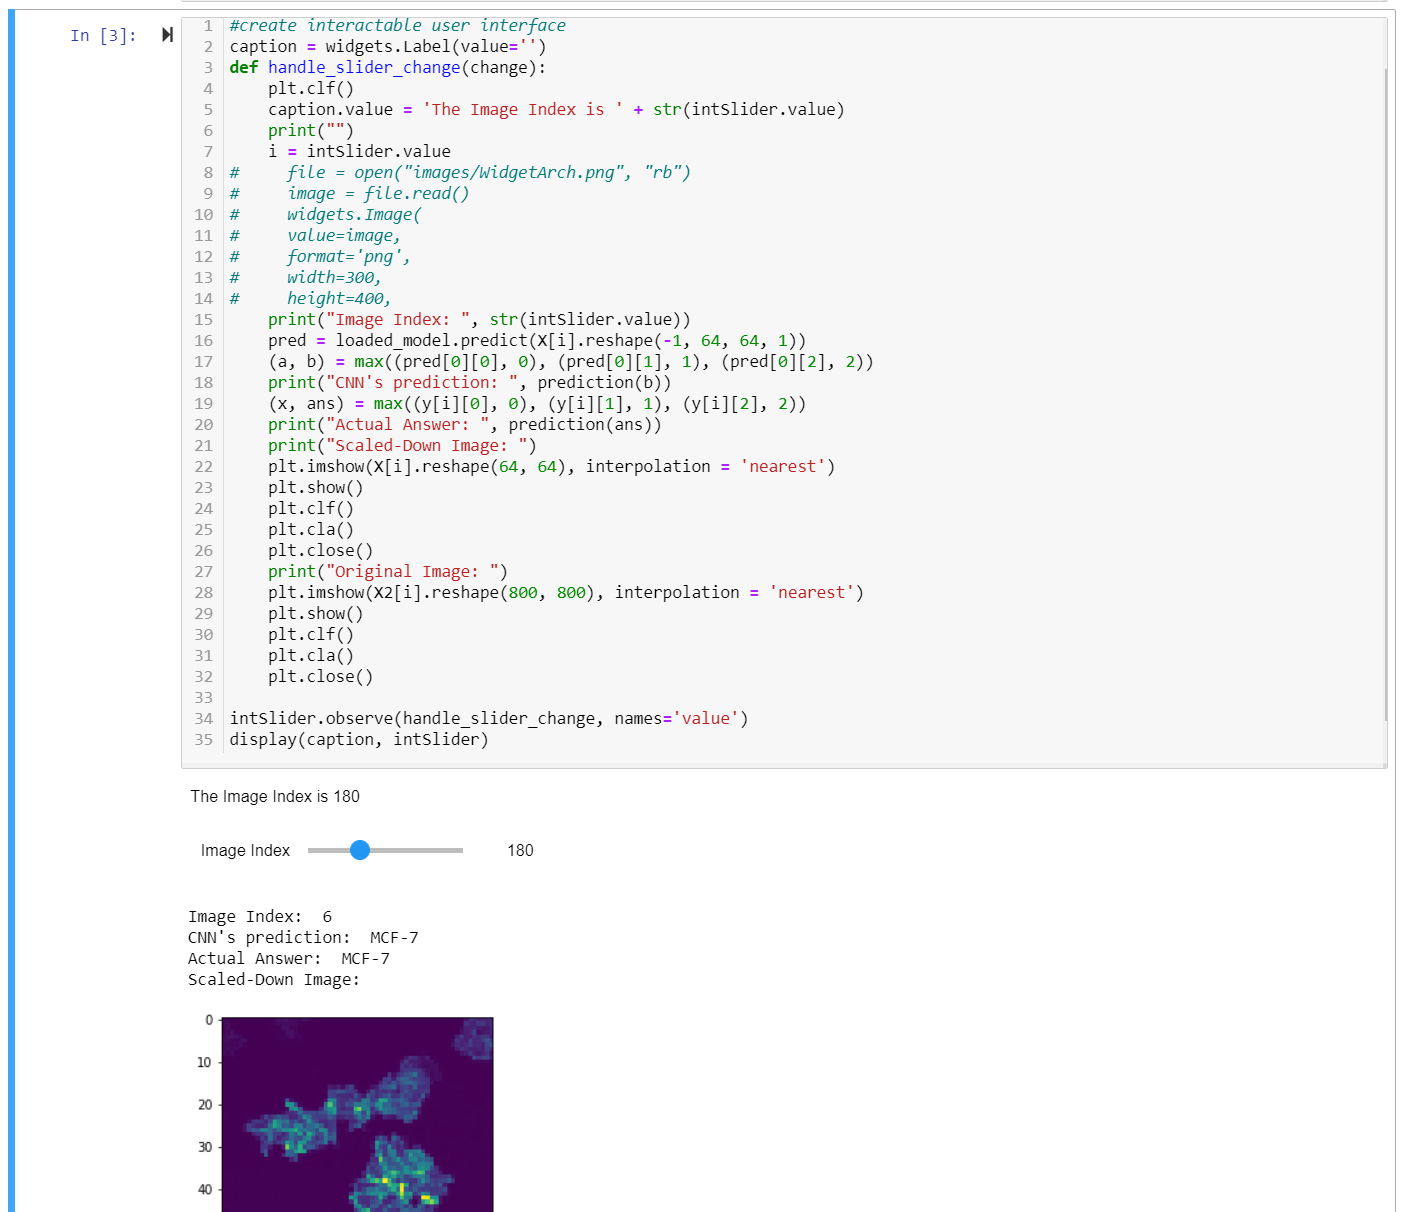 In [3]:
1 #create interactable user interface
2 caption = widgets.Label(value='')
3 def handle_slider_change(change):
4     plt.clf()
5     caption.value = 'The Image Index is ' + str(intSlider.value)
6     print("")
7     i = intSlider.value
8 #     file = open("images/WidgetArch.png", "rb")
9 #     image = file.read()
10 #     widgets.Image(
11 #     value=image,
12 #     format='png',
13 #     width=300,
14 #     height=400,
15     print("Image Index: ", str(intSlider.value))
16     pred = loaded_model.predict(X[i].reshape(-1, 64, 64, 1))
17     (a, b) = max((pred[0][0], 0), (pred[0][1], 1), (pred[0][2], 2))
18     print("CNN's prediction: ", prediction(b))
19     (x, ans) = max((y[i][0], 0), (y[i][1], 1), (y[i][2], 2))
20     print("Actual Answer: ", prediction(ans))
21     print("Scaled-Down Image: ")
22     plt.imshow(X[i].reshape(64, 64), interpolation = 'nearest')
23     plt.show()
24     plt.clf()
25     plt.cla()
26     plt.close()
27     print("Original Image: ")
28     plt.imshow(X2[i].reshape(800, 800), interpolation = 'nearest')
29     plt.show()
30     plt.clf()
31     plt.cla()
32     plt.close()
33
34 intSlider.observe(handle_slider_change, names='value')
35 display(caption, intSlider)
The Image Index is 180
Image Index 180
Image Index:  6
CNN's prediction:  MCF-7
Actual Answer:  MCF-7
Scaled-Down Image:
0
10
20
30
40